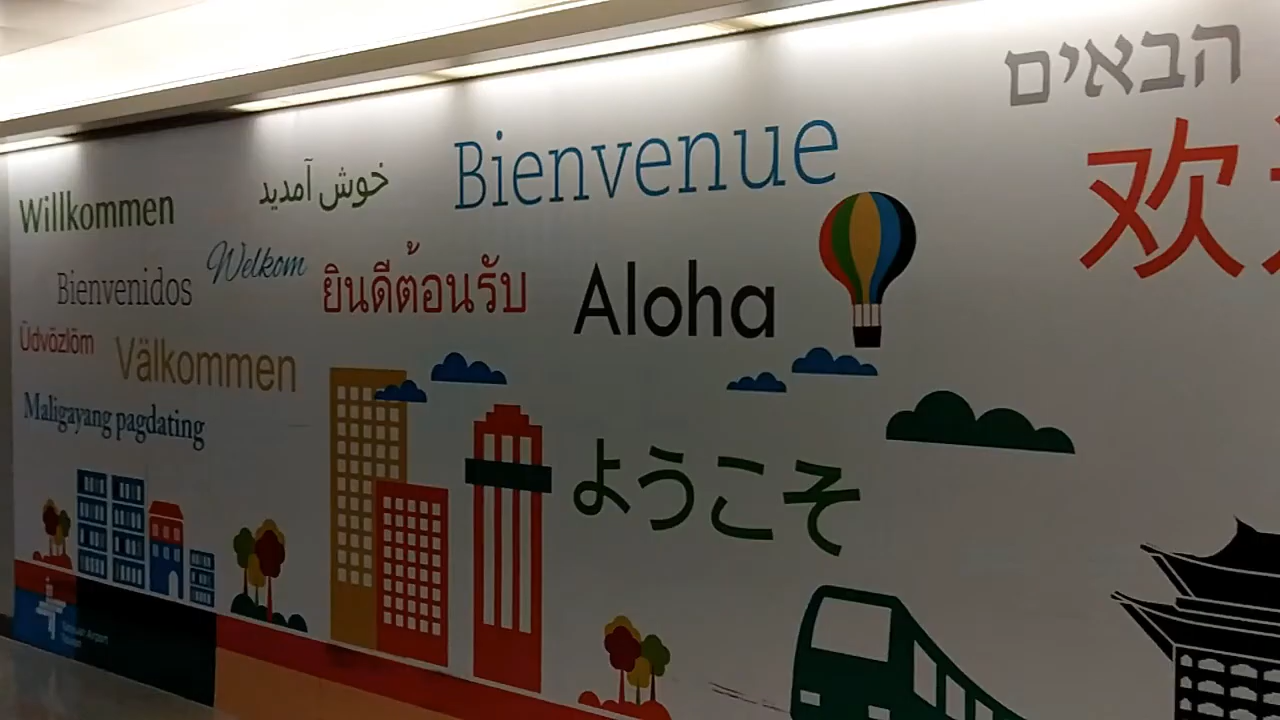 הבאים
欢
Bienvenue
خوش آمدید
Willkommen
Welkom
Bienvenidos
ยินดีต้อนรับ
Aloha
Üdvözlöm
Välkommen
Maligayang pagdating
ようこそ